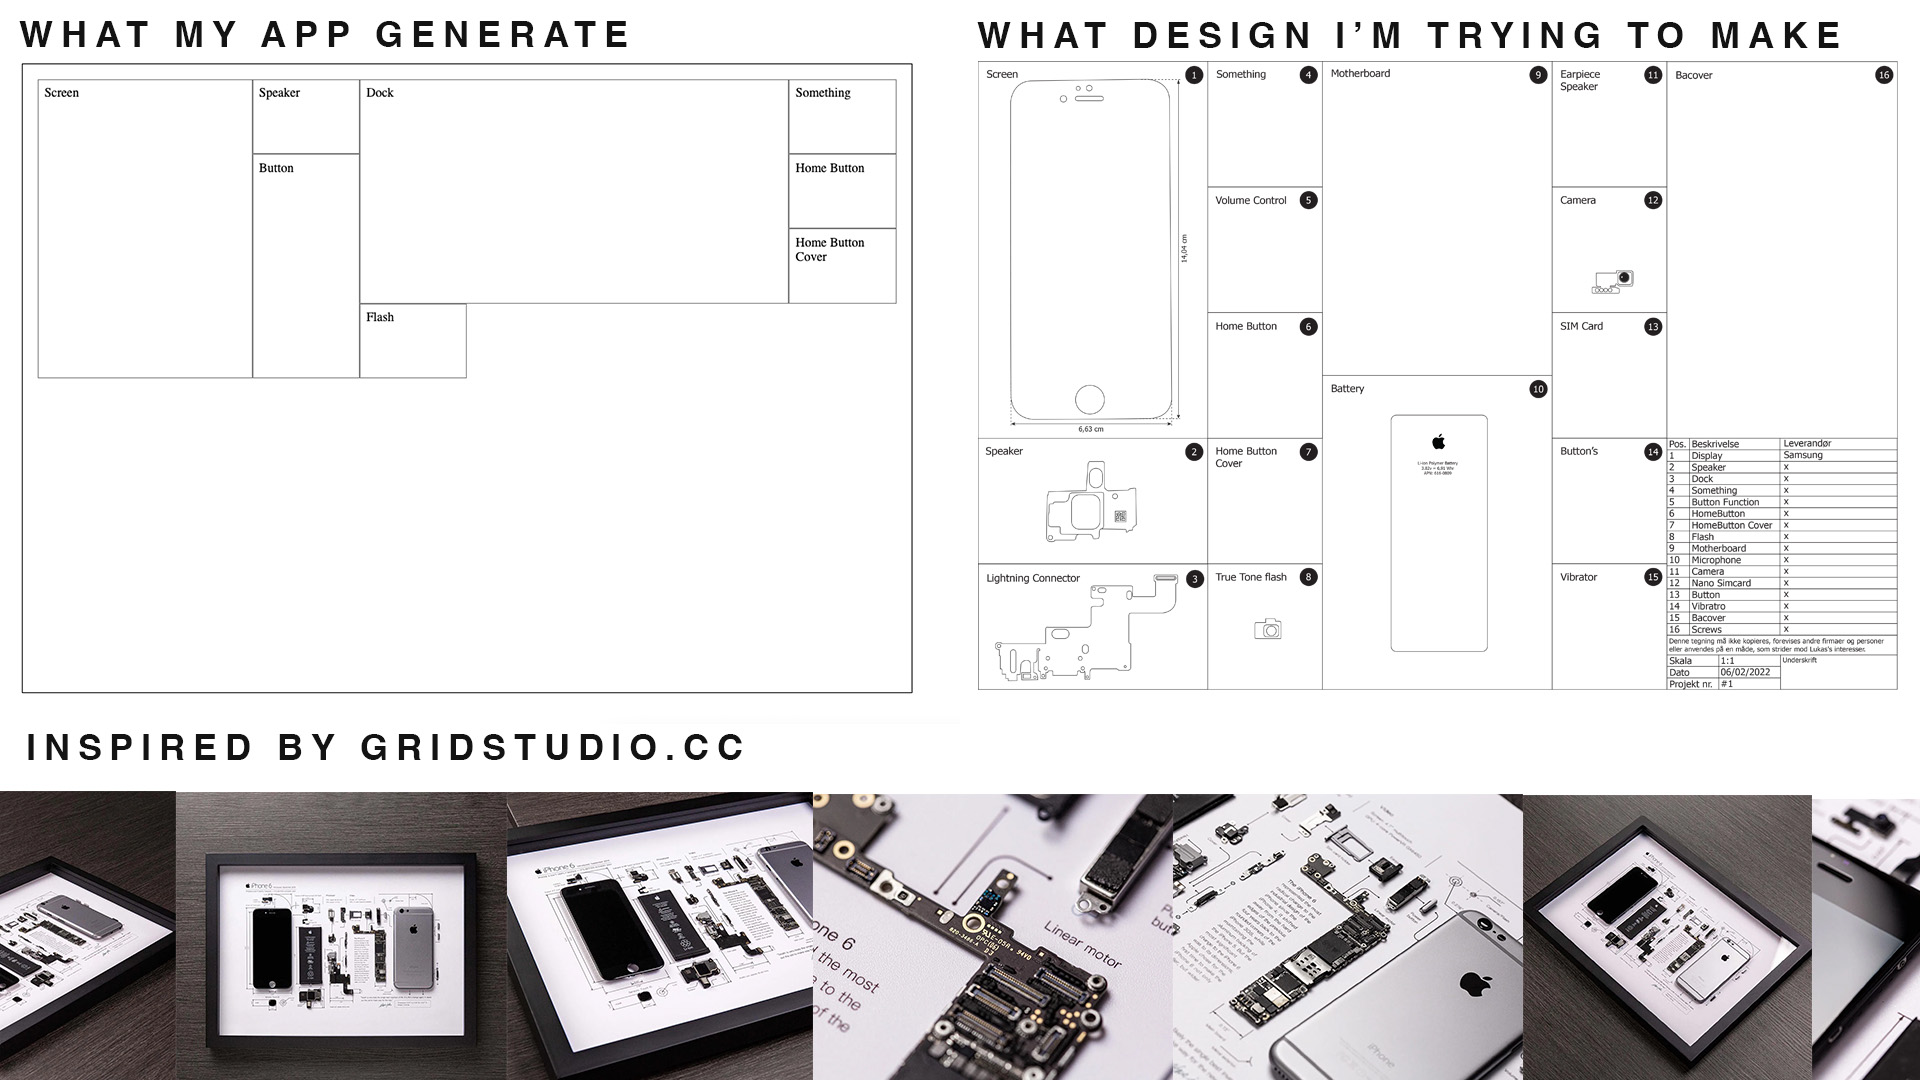 WHAT MY APP GENERATE
Screen
Speaker
Dock
Something
Button
Home Button
Home Button
Cover
Flash
WHAT DESIGN I'M TRYING TO MAKE
Screen 1
14,04 cm
6,63 cm
Speaker 2
Lightning Connector 3
Something 4
Volume Control 5
Home Button 6
Home Button 7
Cover
True Tone flash 8
Motherboard 9
Battery 10
Li-ion Polymer Battery
Earpiece 11
Speaker
Camera 12
SIM Card 13
Button's 14
Vibrator 15
Bacover 16
Pos. Beskrivelse Leverandør
1 Display Samsung
2 Speaker x
3 Dock x
4 Something x
5 Button Function x
6 HomeButton x
7 HomeButton Cover x
8 Flash x
9 Motherboard x
10 Microphone x
11 Camera x
12 Nano Simcard x
13 Button x
14 Vibratro x
15 Bacover x
16 Screws x
Denne tegning må ikke kopieres, forevises andre firmaer og personer
eller anvendes på en måde, som strider mod Lukas's interesser.
Skala 1:1 Underskrift
Dato 06/02/2022
Projekt nr. #1
INSPIRED BY GRIDSTUDIO.CC
iPhone 6
iPhone 6
one 6
the most
to the
of the
Linear motor
iPhone